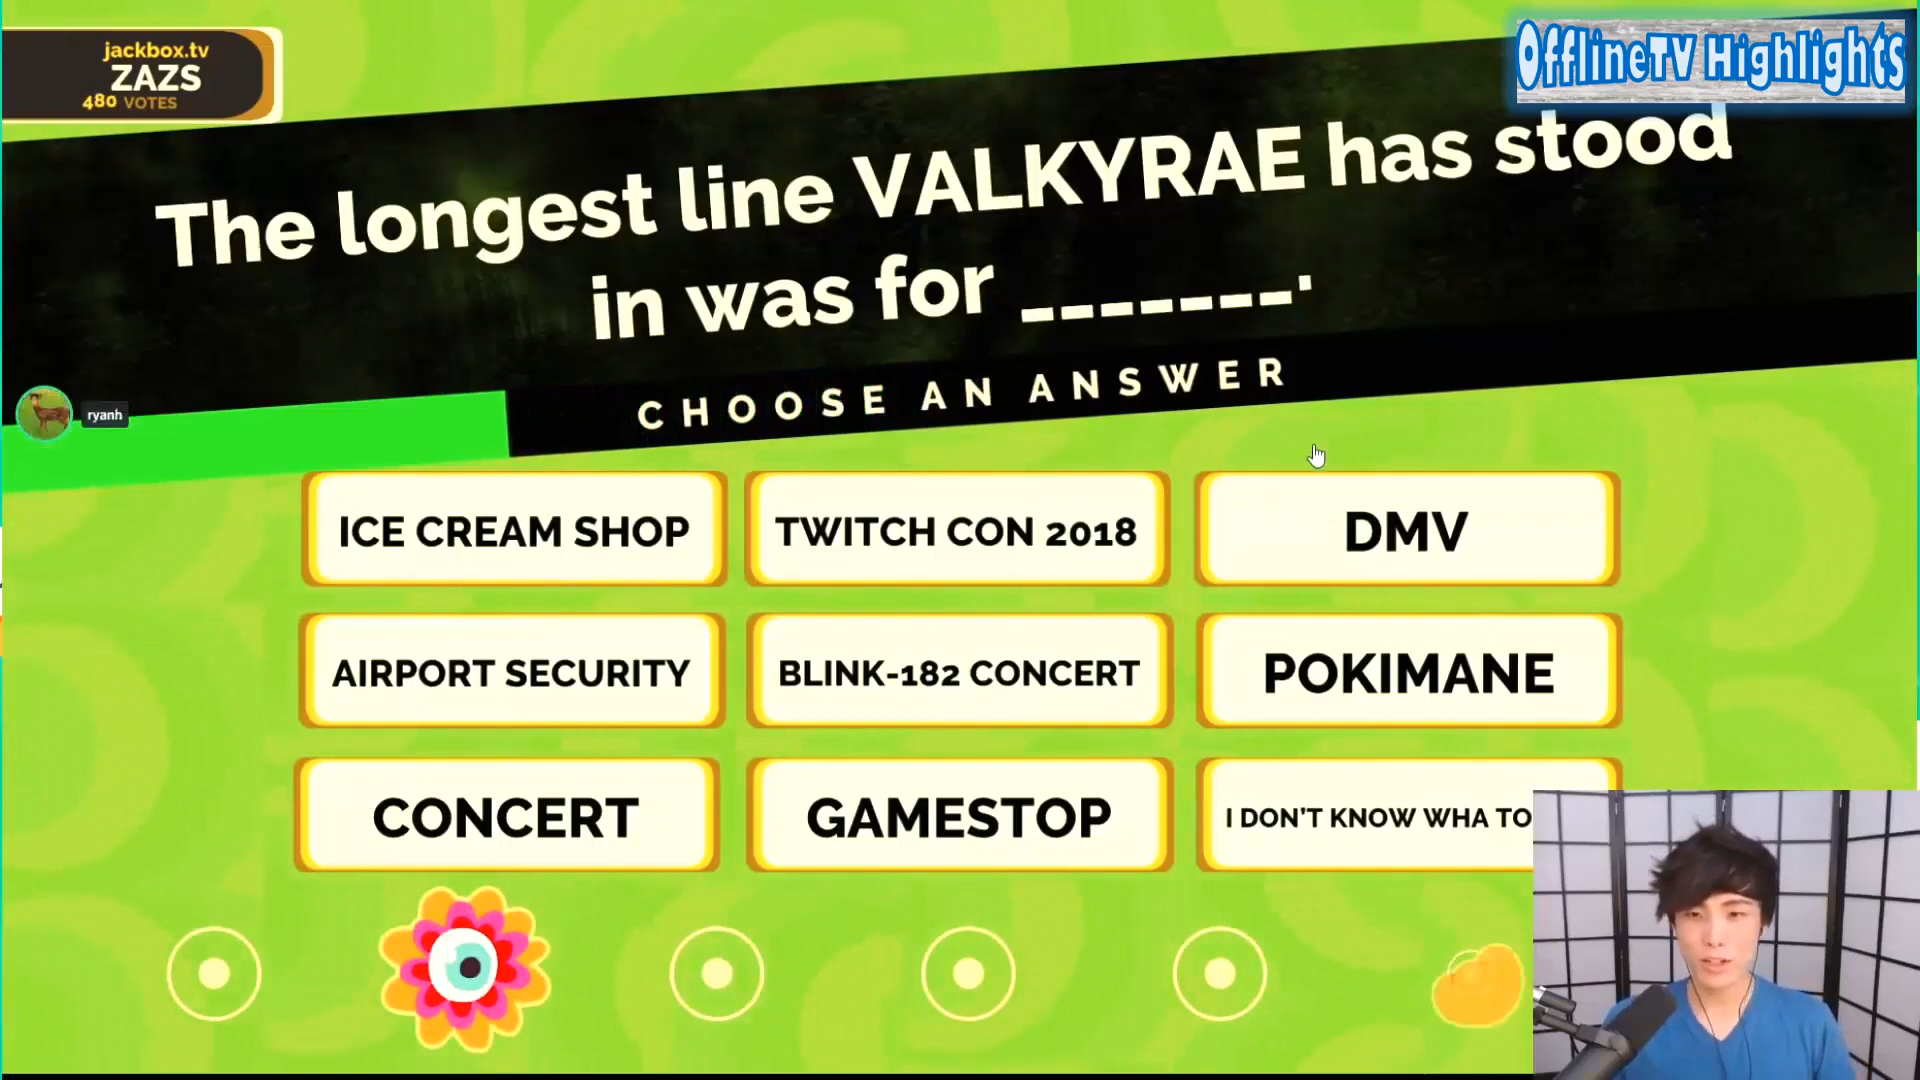 jackbox.tv
ZAZS
480 VOTES
OfflineTV Highlights
The longest line VALKYRAE has stood
in was for _______.
CHOOSE AN ANSWER
ryanh
ICE CREAM SHOP
TWITCH CON 2018
DMV
AIRPORT SECURITY
BLINK-182 CONCERT
POKIMANE
CONCERT
GAMESTOP
I DON'T KNOW WHA TO